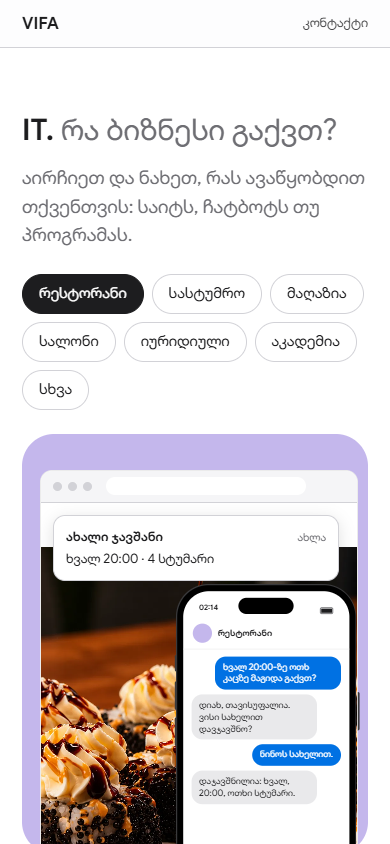 VIFA
კონტაქტი
IT. რა ბიზნესი გაქვთ?
აირჩიეთ და ნახეთ, რას ავაწყობდით
თქვენთვის: საიტს, ჩატბოტს თუ
პროგრამას.
რესტორანი
სასტუმრო
მაღაზია
სალონი
იურიდიული
აკადემია
სხვა
ახალი ჯავშანი
ახლა
ხვალ 20:00 · 4 სტუმარი
02:14
რესტორანი
ხვალ 20:00-ზე ოთხ
კაცზე მაგიდა გაქვთ?
დიახ, თავისუფალია.
ვისი სახელით
დავჯავშნო?
ნინოს სახელით.
დაჯავშნილია: ხვალ,
20:00, ოთხი სტუმარი.